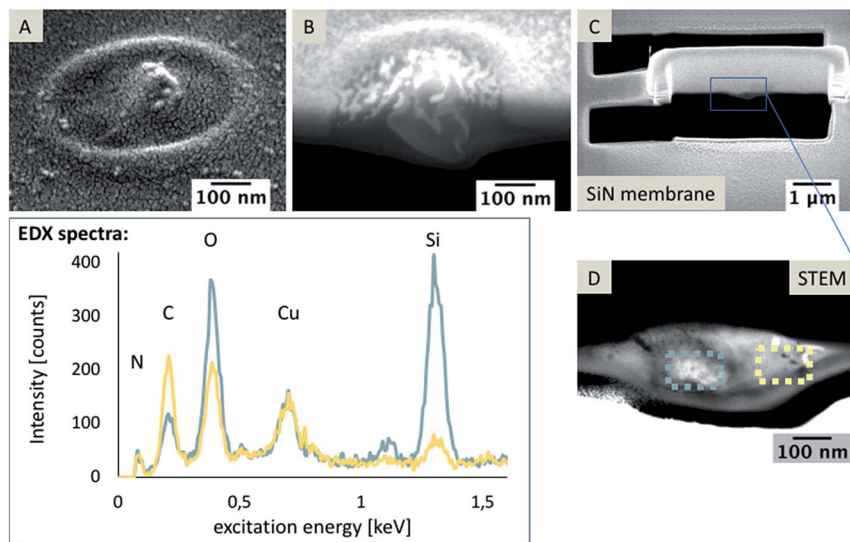 A
100 nm
B
100 nm
C
SiN membrane
1 µm
EDX spectra:
O
Si
C
Cu
N
400
300
200
100
0
Intensity [counts]
0
0,5
1
1,5
excitation energy [keV]
D
STEM
100 nm